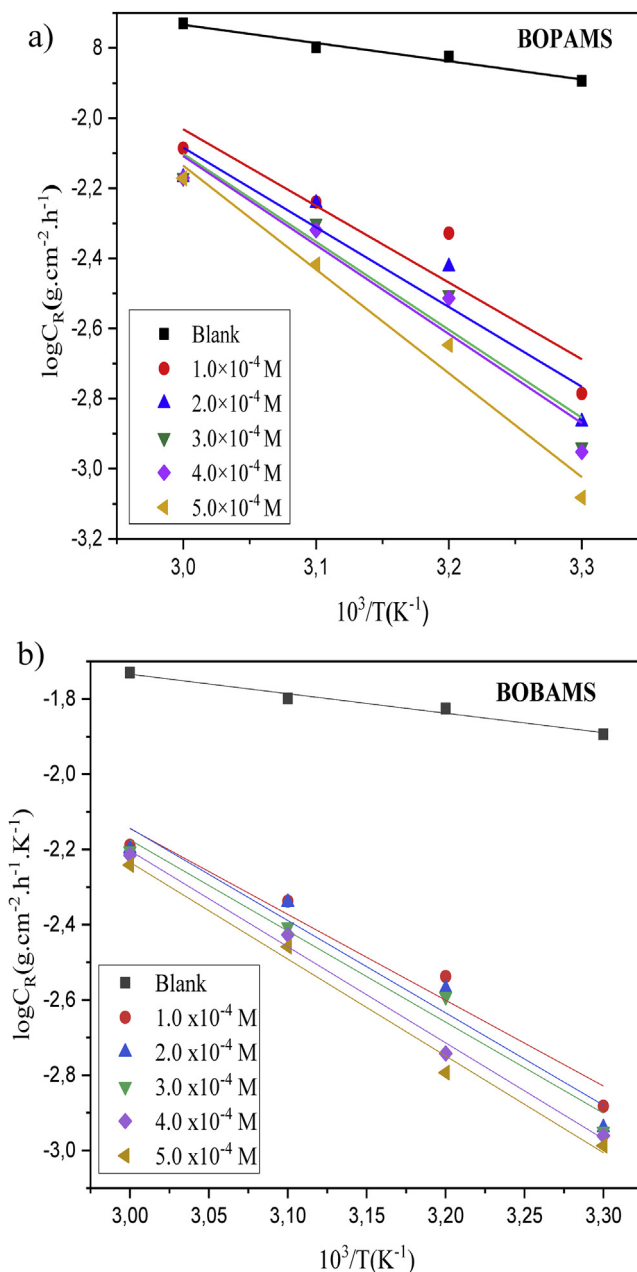 a)
BOPAMS
8
-2,0
-2,2
-2,4
-2,6
-2,8
-3,0
-3,2
logC_R(g.cm⁻².h⁻¹)
Blank
1.0×10⁻⁴ M
2.0×10⁻⁴ M
3.0×10⁻⁴ M
4.0×10⁻⁴ M
5.0×10⁻⁴ M
3,0 3,1 3,2 3,3
10³/T(K⁻¹)
b)
BOBAMS
-1,8
-2,0
-2,2
-2,4
-2,6
-2,8
-3,0
logC_R(g.cm⁻².h⁻¹.K⁻¹)
Blank
1.0 x10⁻⁴ M
2.0 x10⁻⁴ M
3.0 x10⁻⁴ M
4.0 x10⁻⁴ M
5.0 x10⁻⁴ M
3,00 3,05 3,10 3,15 3,20 3,25 3,30
10³/T(K⁻¹)